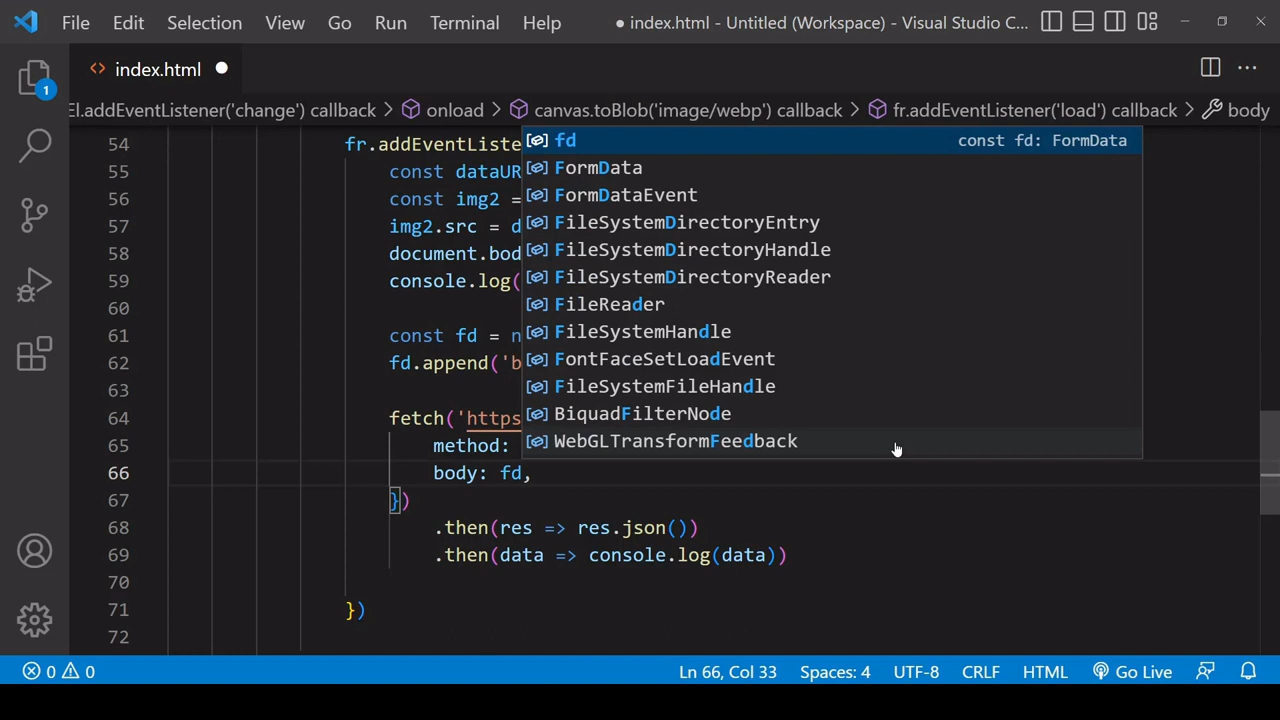 File Edit Selection View Go Run Terminal Help ● index.html - Untitled (Workspace) - Visual Studio C...
1
<> index.html ●
El.addEventListener('change') callback > onload > canvas.toBlob('image/webp') callback > fr.addEventListener('load') callback > body
54 fr.addEventListe
55 const dataUR
56 const img2 =
57 img2.src = d
58 document.bod
59 console.log(
60
61 const fd = n
62 fd.append('b
63
64 fetch('https
65 method:
fd const fd: FormData
FormData
FormDataEvent
FileSystemDirectoryEntry
FileSystemDirectoryHandle
FileSystemDirectoryReader
FileReader
FileSystemHandle
FontFaceSetLoadEvent
FileSystemFileHandle
BiquadFilterNode
WebGLTransformFeedback
66 body: fd,
67 })
68 .then(res => res.json())
69 .then(data => console.log(data))
70
71 })
72
0 0 Ln 66, Col 33 Spaces: 4 UTF-8 CRLF HTML Go Live